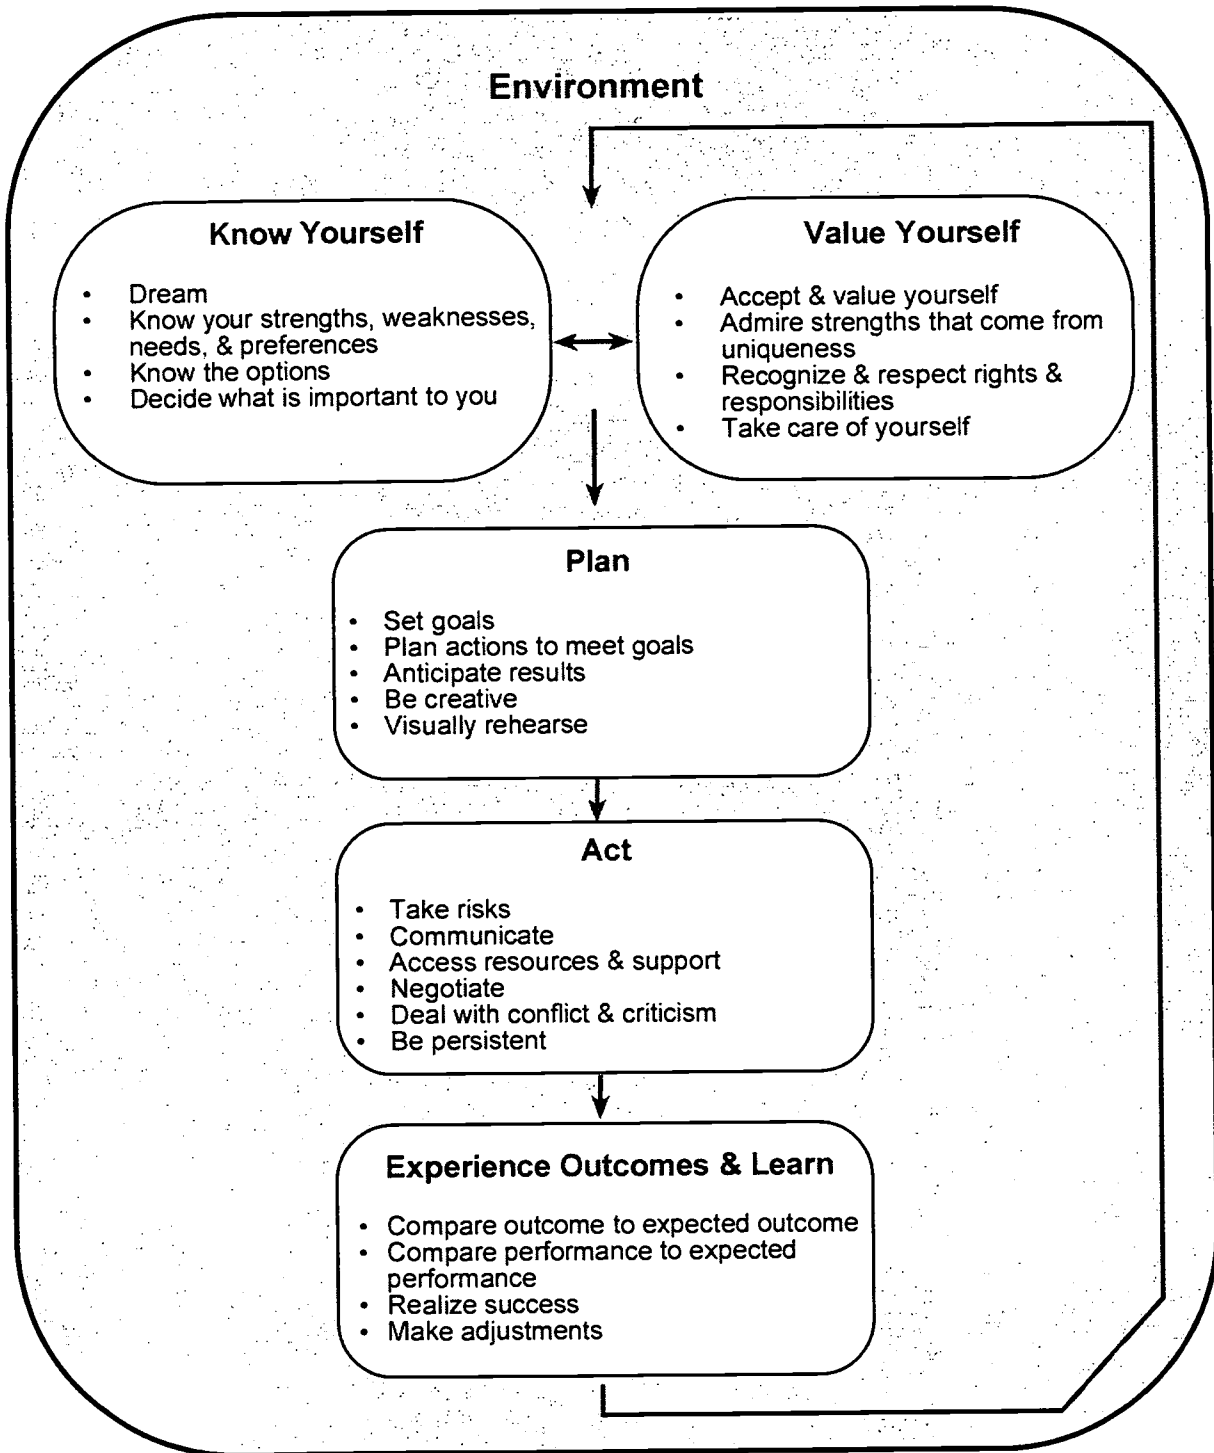 Environment
Know Yourself
• Dream
• Know your strengths, weaknesses,
needs, & preferences
• Know the options
• Decide what is important to you
Value Yourself
• Accept & value yourself
• Admire strengths that come from
uniqueness
• Recognize & respect rights &
responsibilities
• Take care of yourself
Plan
• Set goals
• Plan actions to meet goals
• Anticipate results
• Be creative
• Visually rehearse
Act
• Take risks
• Communicate
• Access resources & support
• Negotiate
• Deal with conflict & criticism
• Be persistent
Experience Outcomes & Learn
• Compare outcome to expected outcome
• Compare performance to expected
performance
• Realize success
• Make adjustments